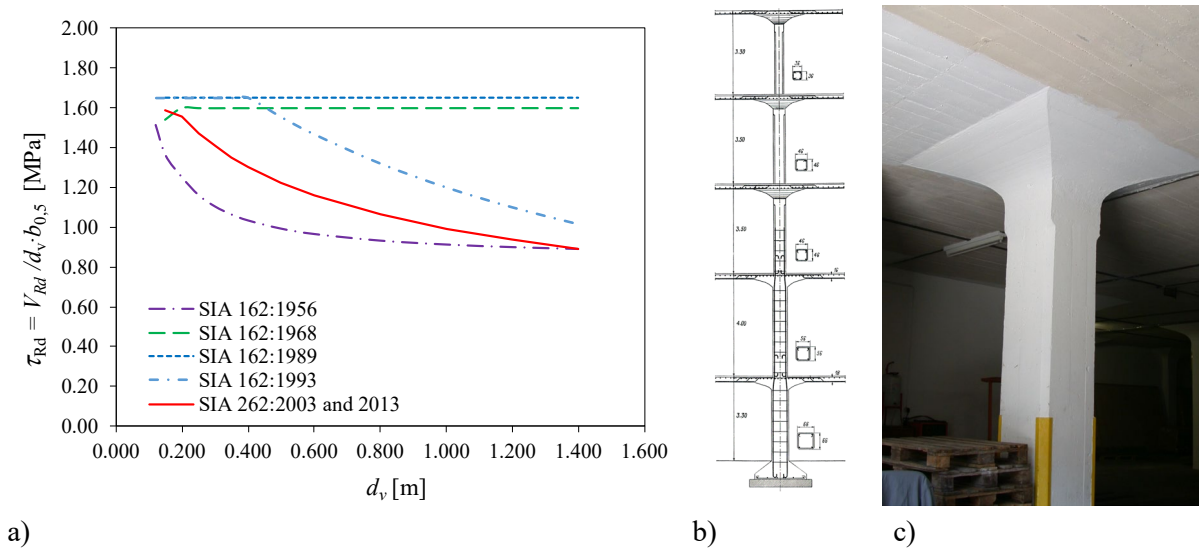 2.00
1.80
1.60
1.40
1.20
1.00
0.80
0.60
0.40
0.20
0.00
τRd = VRd /dv·b0,5 [MPa]
SIA 162:1956
SIA 162:1968
SIA 162:1989
SIA 162:1993
SIA 262:2003 and 2013
0.000 0.200 0.400 0.600 0.800 1.000 1.200 1.400 1.600
dv [m]
3.50
3.50
3.50
4.00
3.30
a)
b)
c)